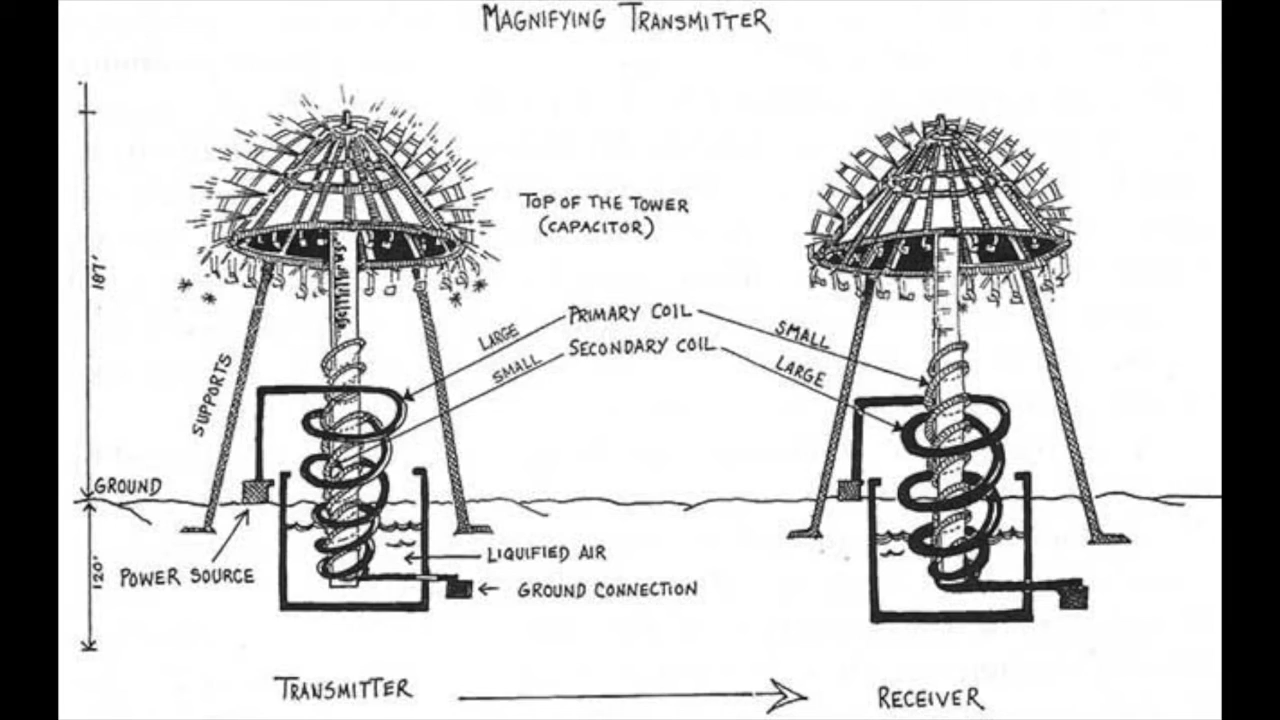 MAGNIFYING TRANSMITTER
TOP OF THE TOWER
(CAPACITOR)
187'
PRIMARY COIL
SECONDARY COIL
LARGE
SMALL
SMALL
LARGE
SUPPORTS
GROUND
120'
POWER SOURCE
LIQUIFIED AIR
GROUND CONNECTION
TRANSMITTER
RECEIVER